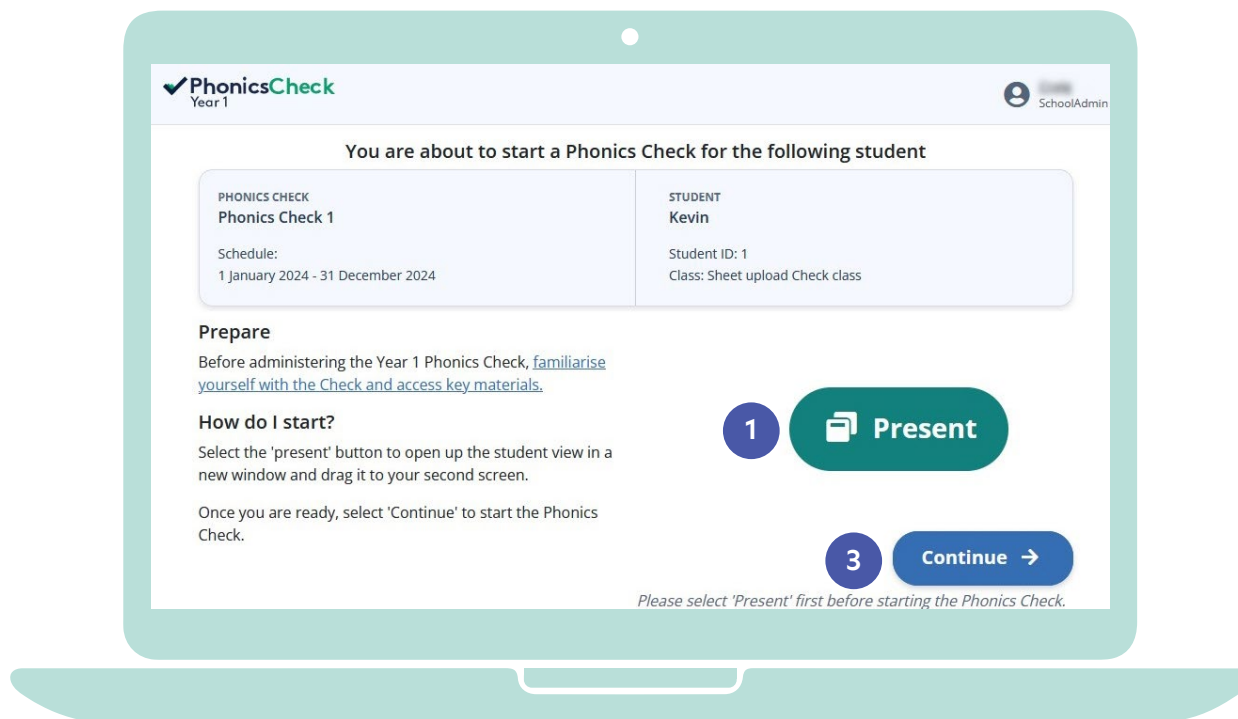 PhonicsCheck
Year 1
SchoolAdmin
You are about to start a Phonics Check for the following student
PHONICS CHECK
Phonics Check 1
Schedule:
1 January 2024 - 31 December 2024
STUDENT
Kevin
Student ID: 1
Class: Sheet upload Check class
Prepare
Before administering the Year 1 Phonics Check, familiarise
yourself with the Check and access key materials.
How do I start?
Select the 'present' button to open up the student view in a
new window and drag it to your second screen.
Once you are ready, select 'Continue' to start the Phonics
Check.
1
Present
3
Continue
Please select 'Present' first before starting the Phonics Check.